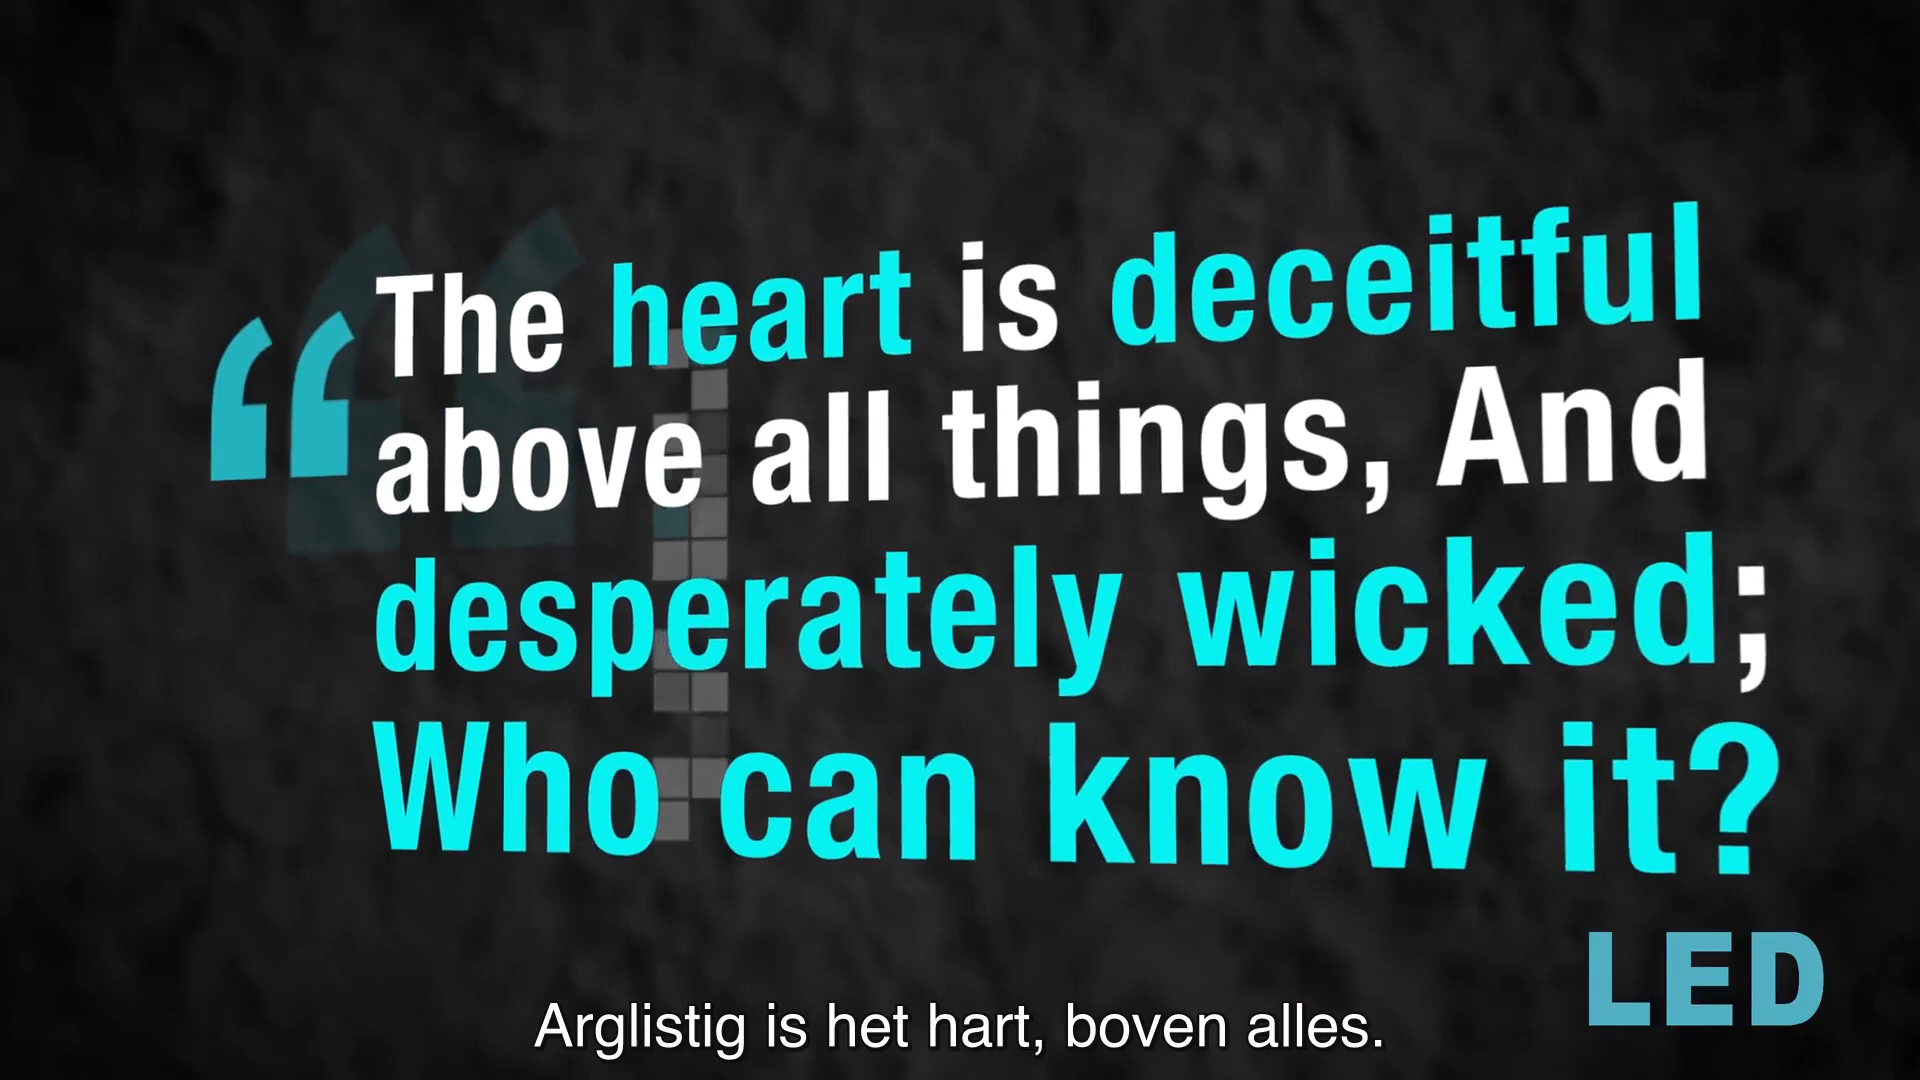 “The heart is deceitful
above all things, And
desperately wicked;
Who can know it?
LED
Arglistig is het hart, boven alles.